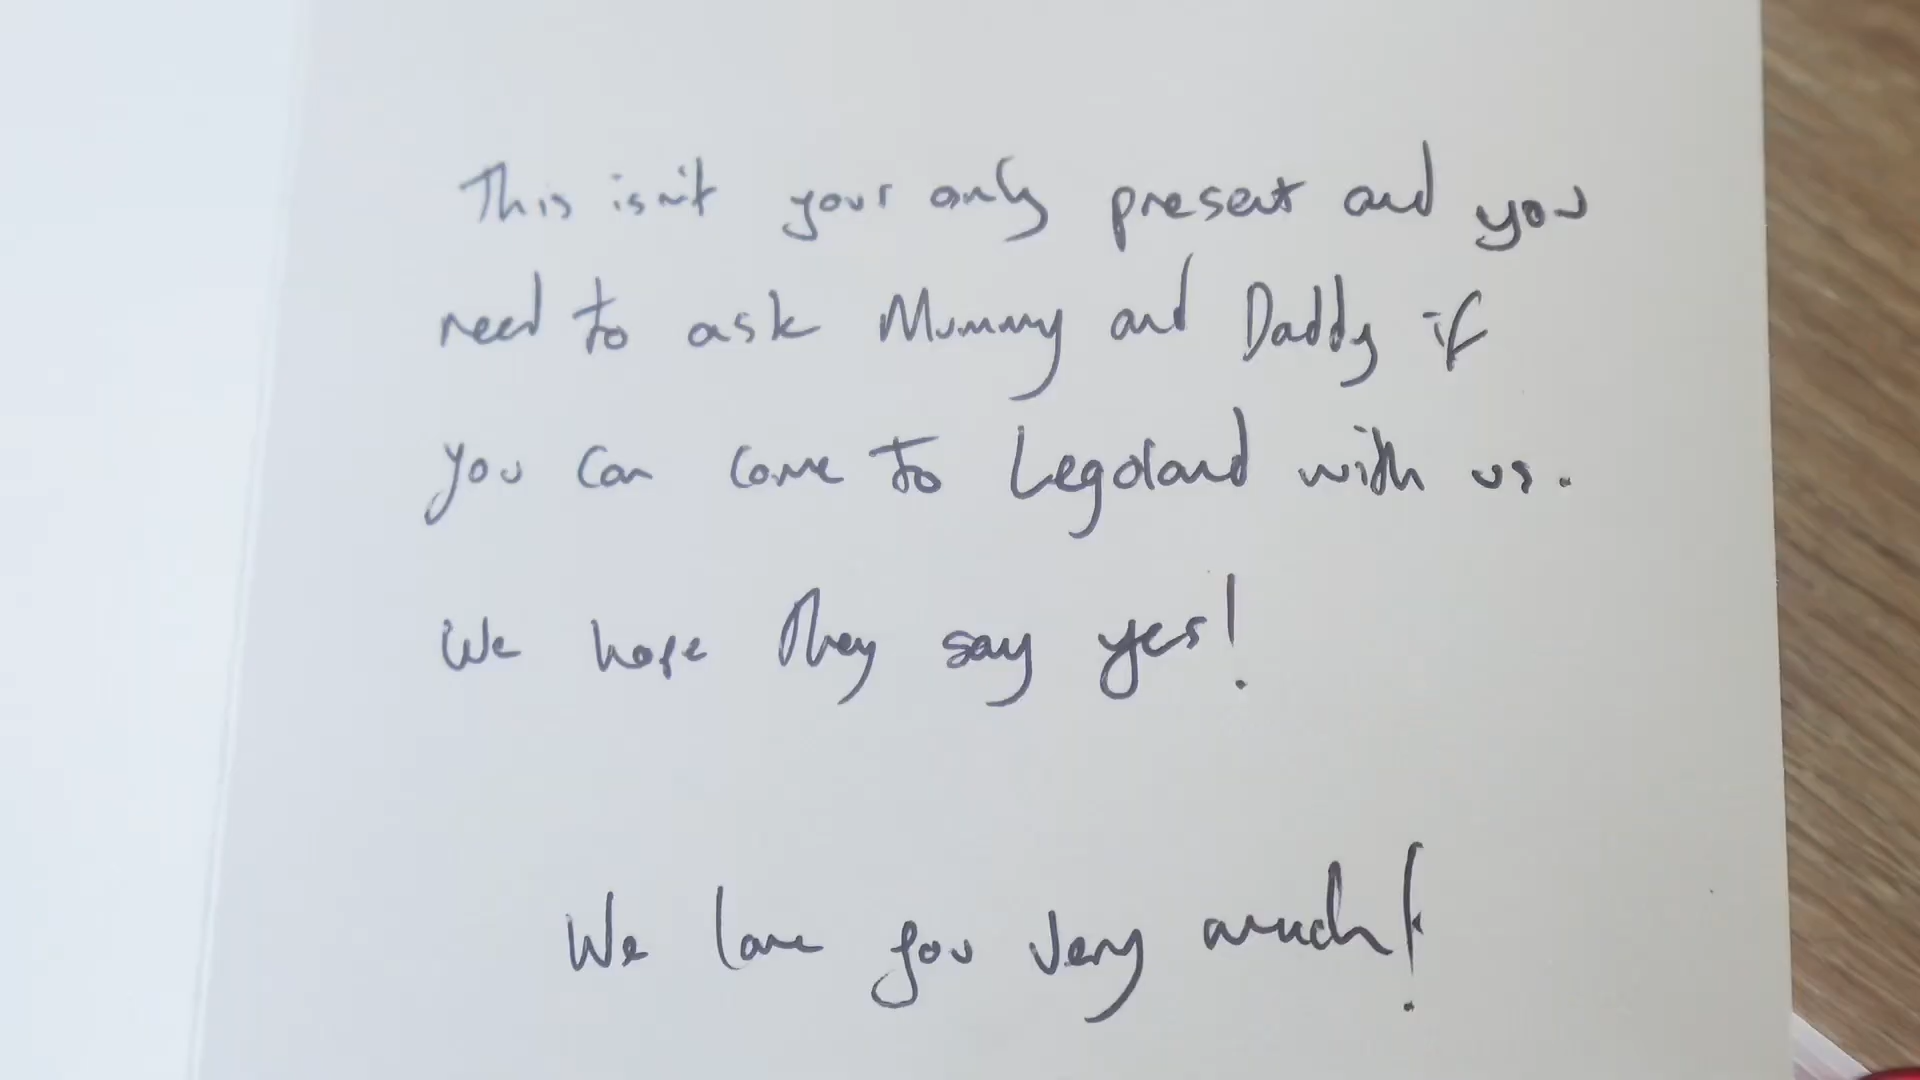 This isn't your only present and you
need to ask Mummy and Daddy if
you can come to Legoland with us.
We hope they say yes!
We love you very much!